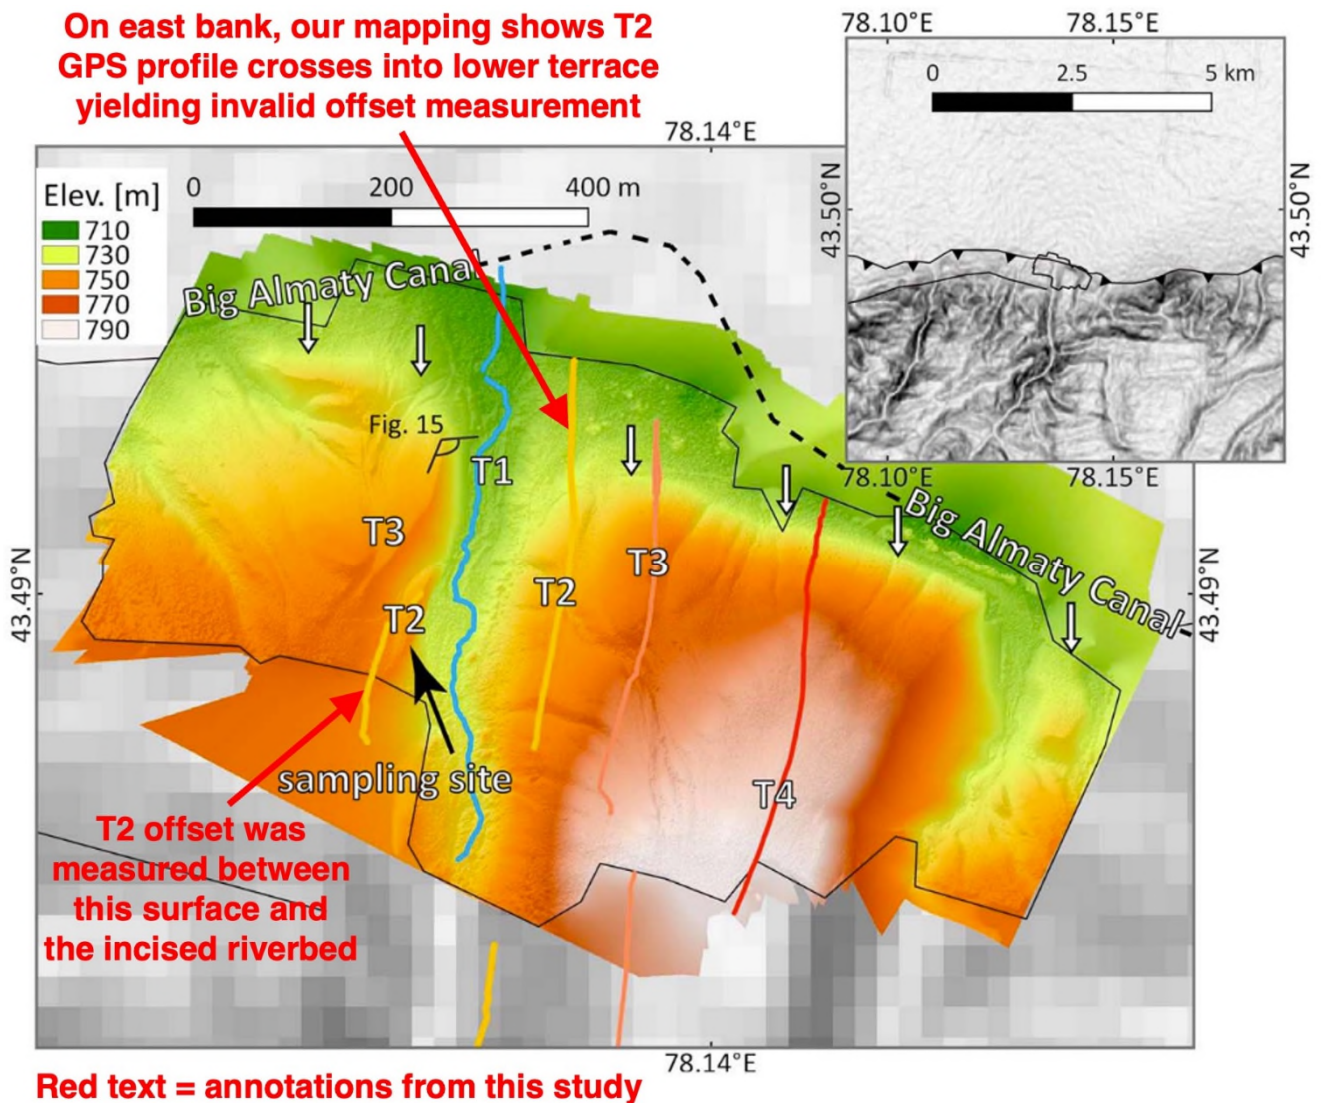 On east bank, our mapping shows T2
GPS profile crosses into lower terrace
yielding invalid offset measurement
78.10°E
78.15°E
0
2.5
5 km
43.50°N
43.50°N
78.10°E
78.15°E
78.14°E
Elev. [m]
710
730
750
770
790
0
200
400 m
Big Almaty Canal
Fig. 15
T1
T3
T3
T2
T2
Big Almaty Canal
43.49°N
43.49°N
sampling site
T4
T2 offset was
measured between
this surface and
the incised riverbed
78.14°E
Red text = annotations from this study